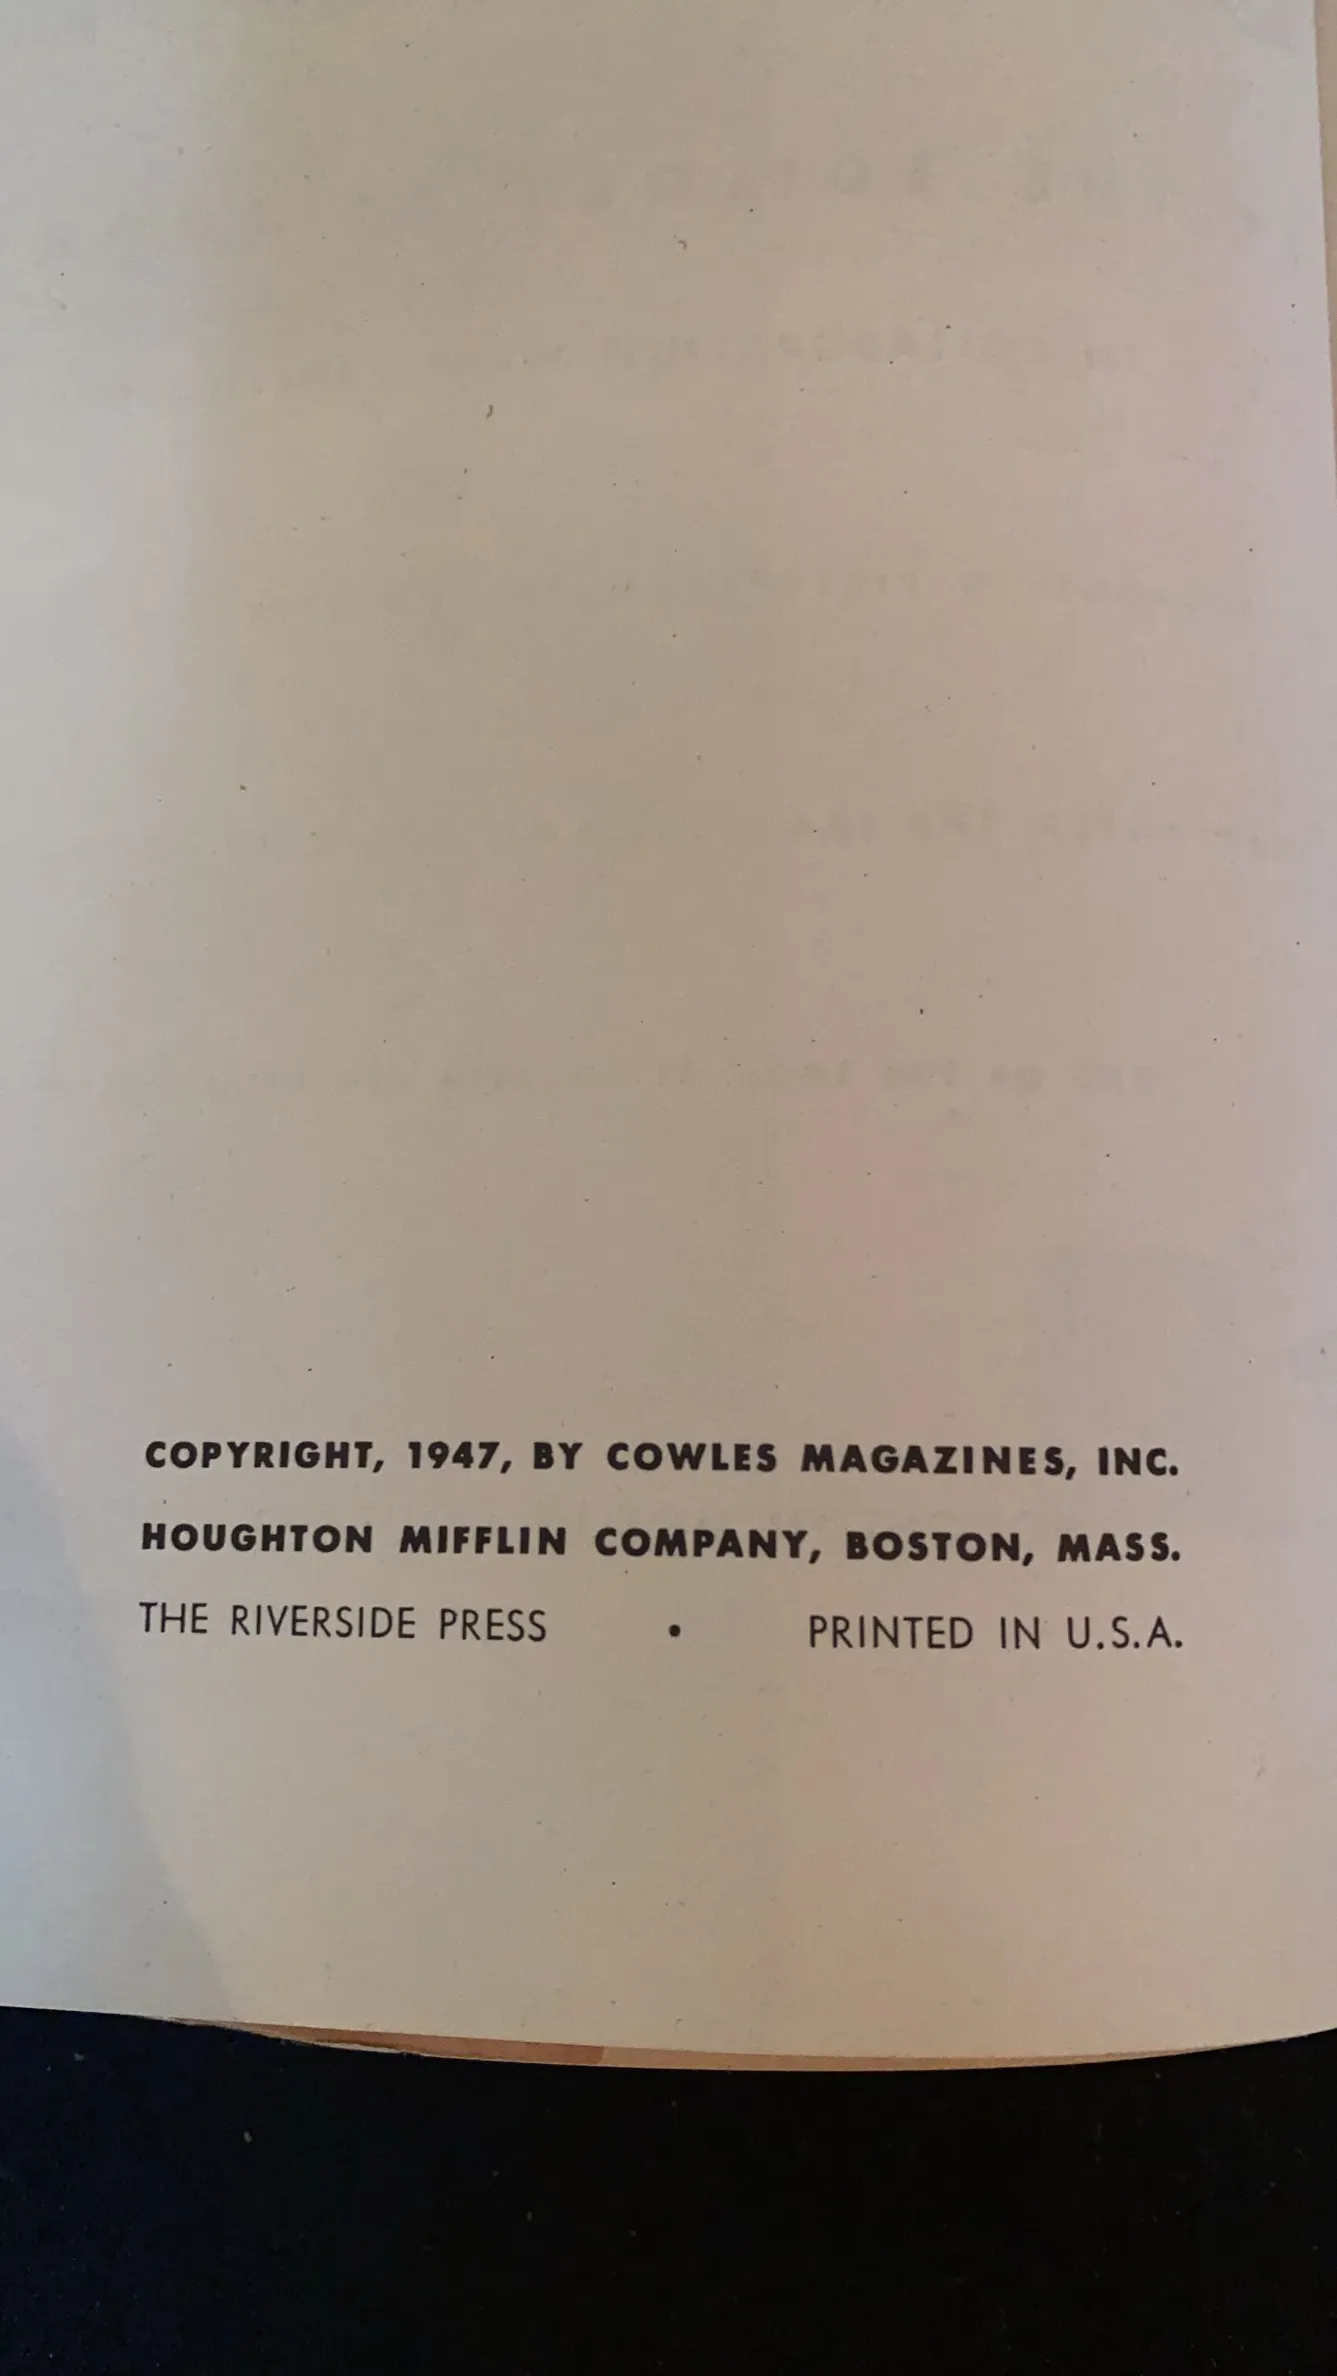 COPYRIGHT, 1947, BY COWLES MAGAZINES, INC.
HOUGHTON MIFFLIN COMPANY, BOSTON, MASS.
THE RIVERSIDE PRESS • PRINTED IN U.S.A.